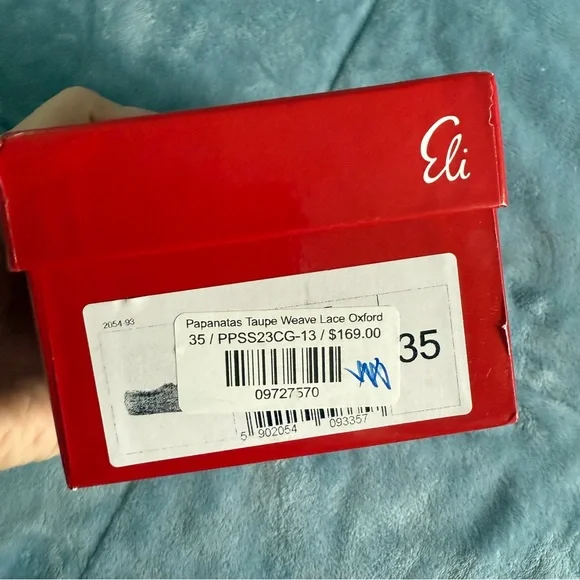 Eli
2054 93
Papanatas Taupe Weave Lace Oxford
35 / PPSS23CG-13 / $169.00
35
09727570
5 902054 093357